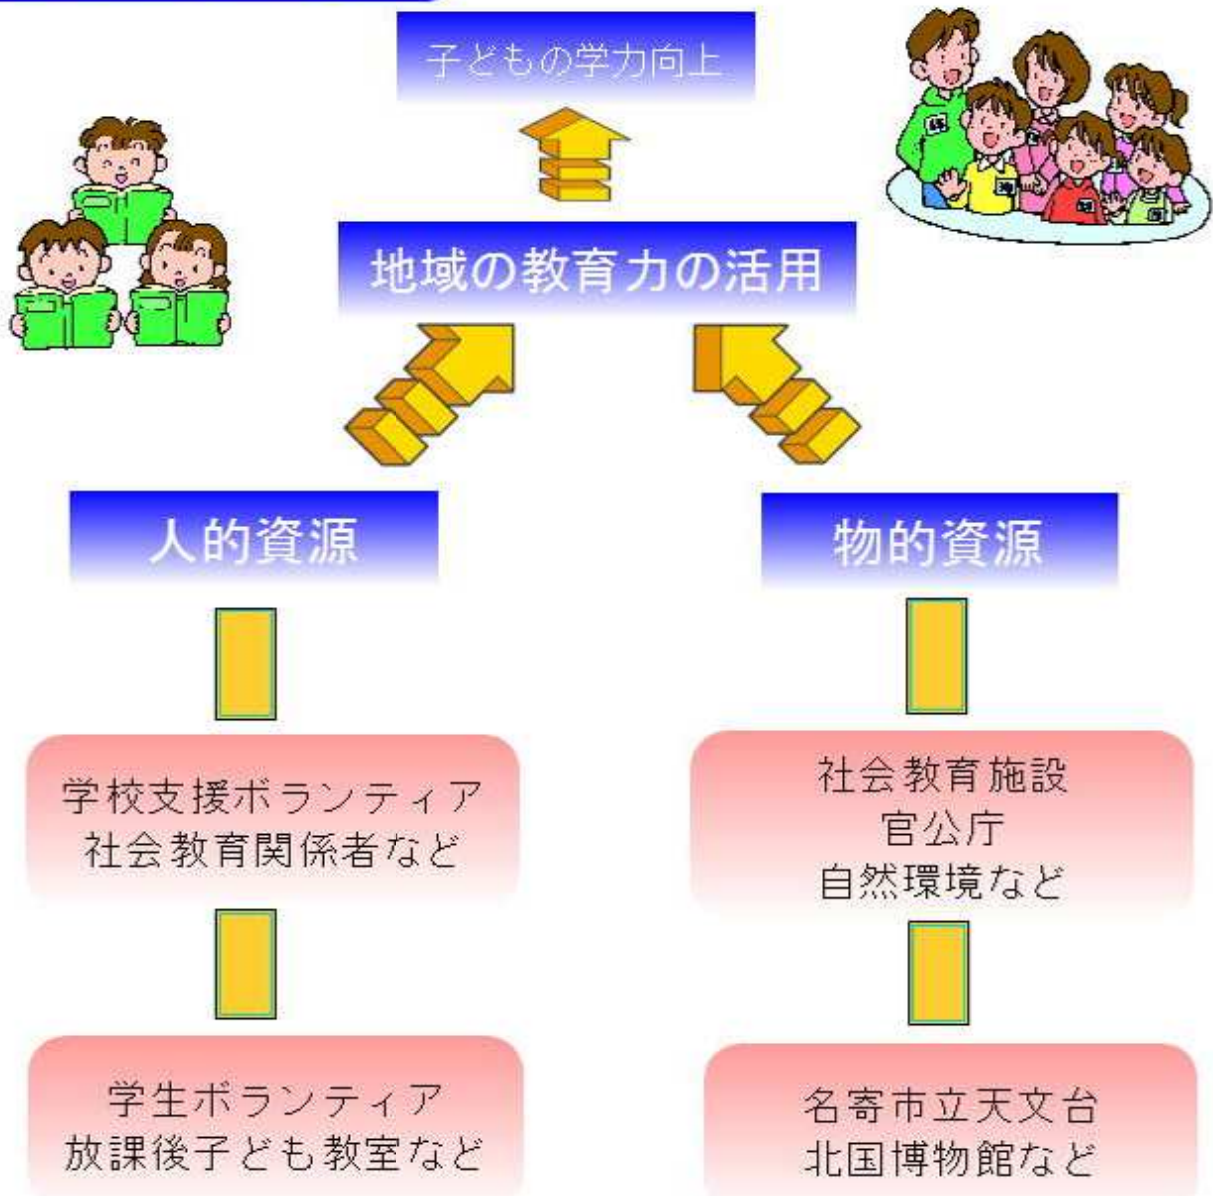 子どもの学力向上
地域の教育力の活用
人的資源
物的資源
学校支援ボランティア
社会教育関係者など
社会教育施設
官公庁
自然環境など
学生ボランティア
放課後子ども教室など
名寄市立天文台
北国博物館など